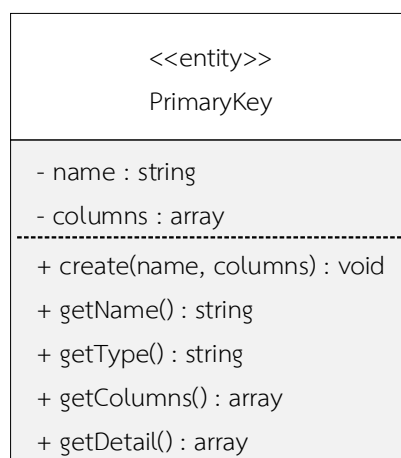 <<entity>>
PrimaryKey
- name : string
- columns : array
+ create(name, columns) : void
+ getName() : string
+ getType() : string
+ getColumns() : array
+ getDetail() : array